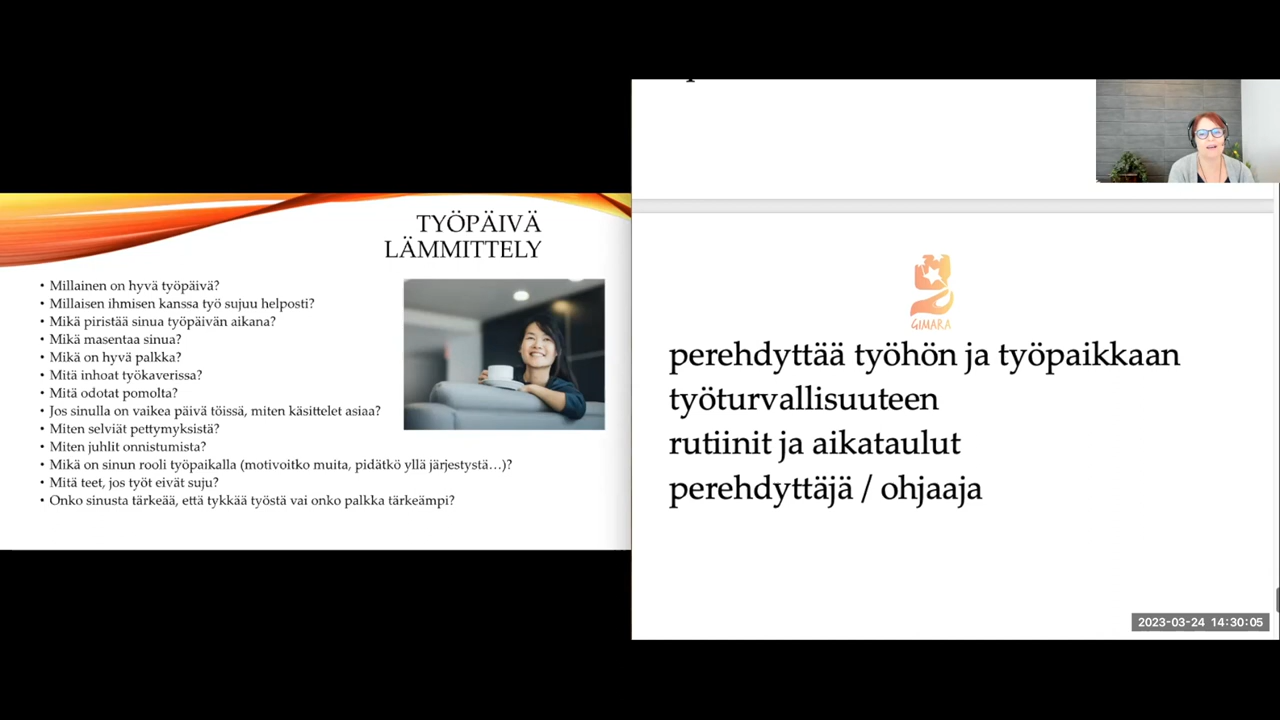 TYÖPÄIVÄ
LÄMMITTELY
• Millainen on hyvä työpäivä?
• Millaisen ihmisen kanssa työ sujuu helposti?
• Mikä piristää sinua työpäivän aikana?
• Mikä masentaa sinua?
• Mikä on hyvä palkka?
• Mitä inhoat työkaverissa?
• Mitä odotat pomolta?
• Jos sinulla on vaikea päivä töissä, miten käsittelet asiaa?
• Miten selviät pettymyksistä?
• Miten juhlit onnistumista?
• Mikä on sinun rooli työpaikalla (motivoitko muita, pidätkö yllä järjestystä…)?
• Mitä teet, jos työt eivät suju?
• Onko sinusta tärkeää, että tykkää työstä vai onko palkka tärkeämpi?
GIMARA
perehdyttää työhön ja työpaikkaan
työturvallisuuteen
rutiinit ja aikataulut
perehdyttäjä / ohjaaja
2023-03-24 14:30:05